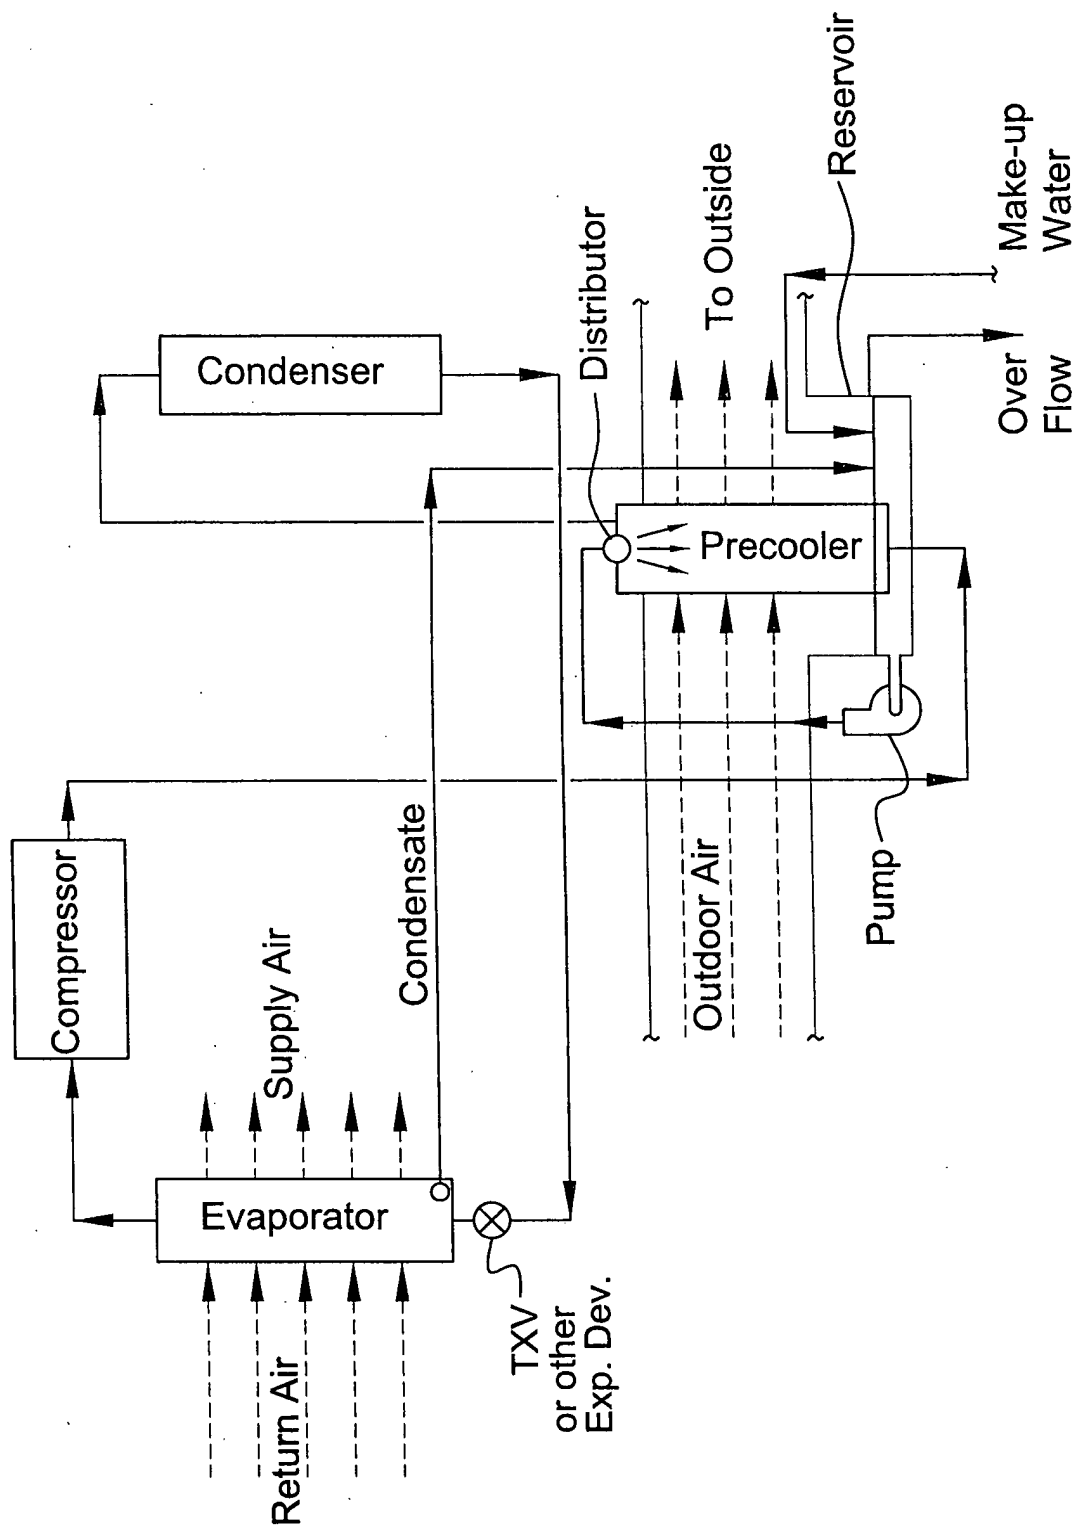 Compressor
Condenser
Return Air
Evaporator
Supply Air
Condensate
TXV
or other
Exp. Dev.
Distributor
Outdoor Air
Precooler
To Outside
Pump
Reservoir
Over
Flow
Make-up
Water